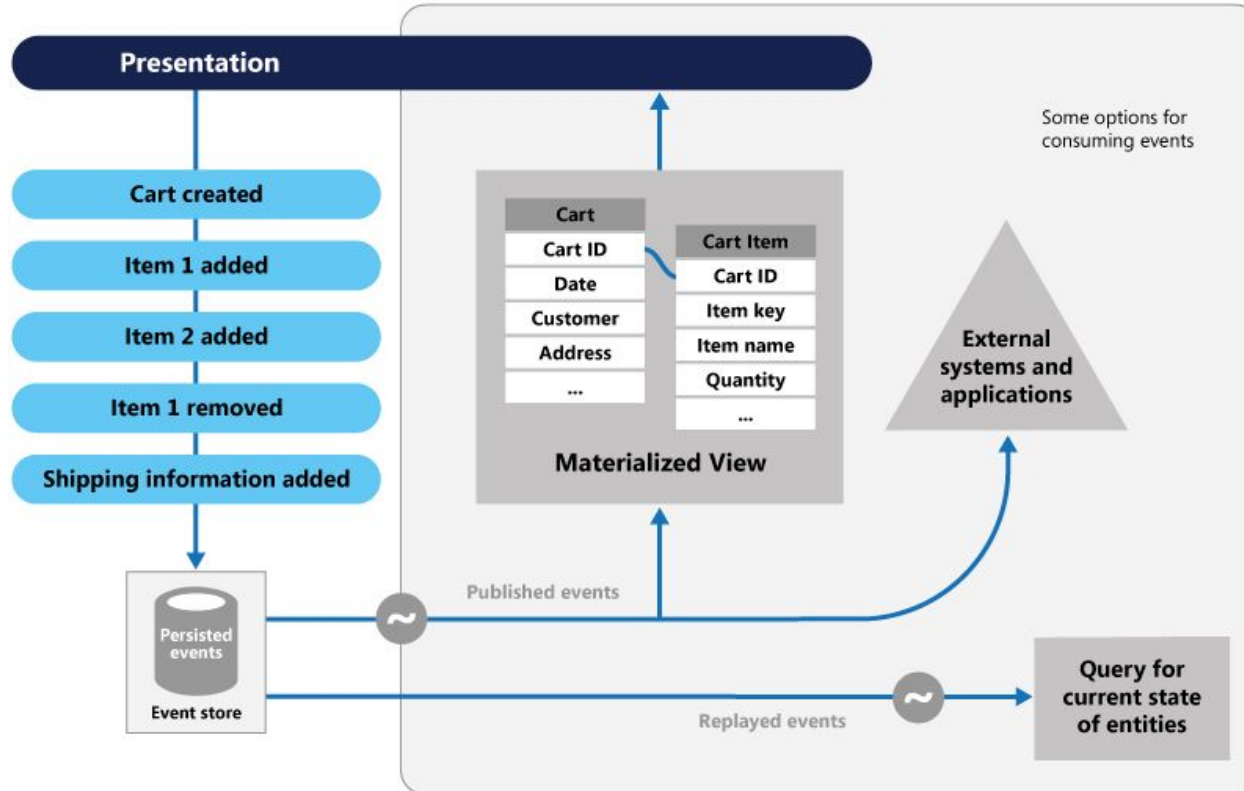 Presentation
Some options for
consuming events
Cart created
Item 1 added
Item 2 added
Item 1 removed
Shipping information added
Cart
Cart ID
Date
Customer
Address
...
Cart Item
Cart ID
Item key
Item name
Quantity
...
Materialized View
External
systems and
applications
Published events
~
Persisted
events
Event store
Replayed events
~
Query for
current state
of entities